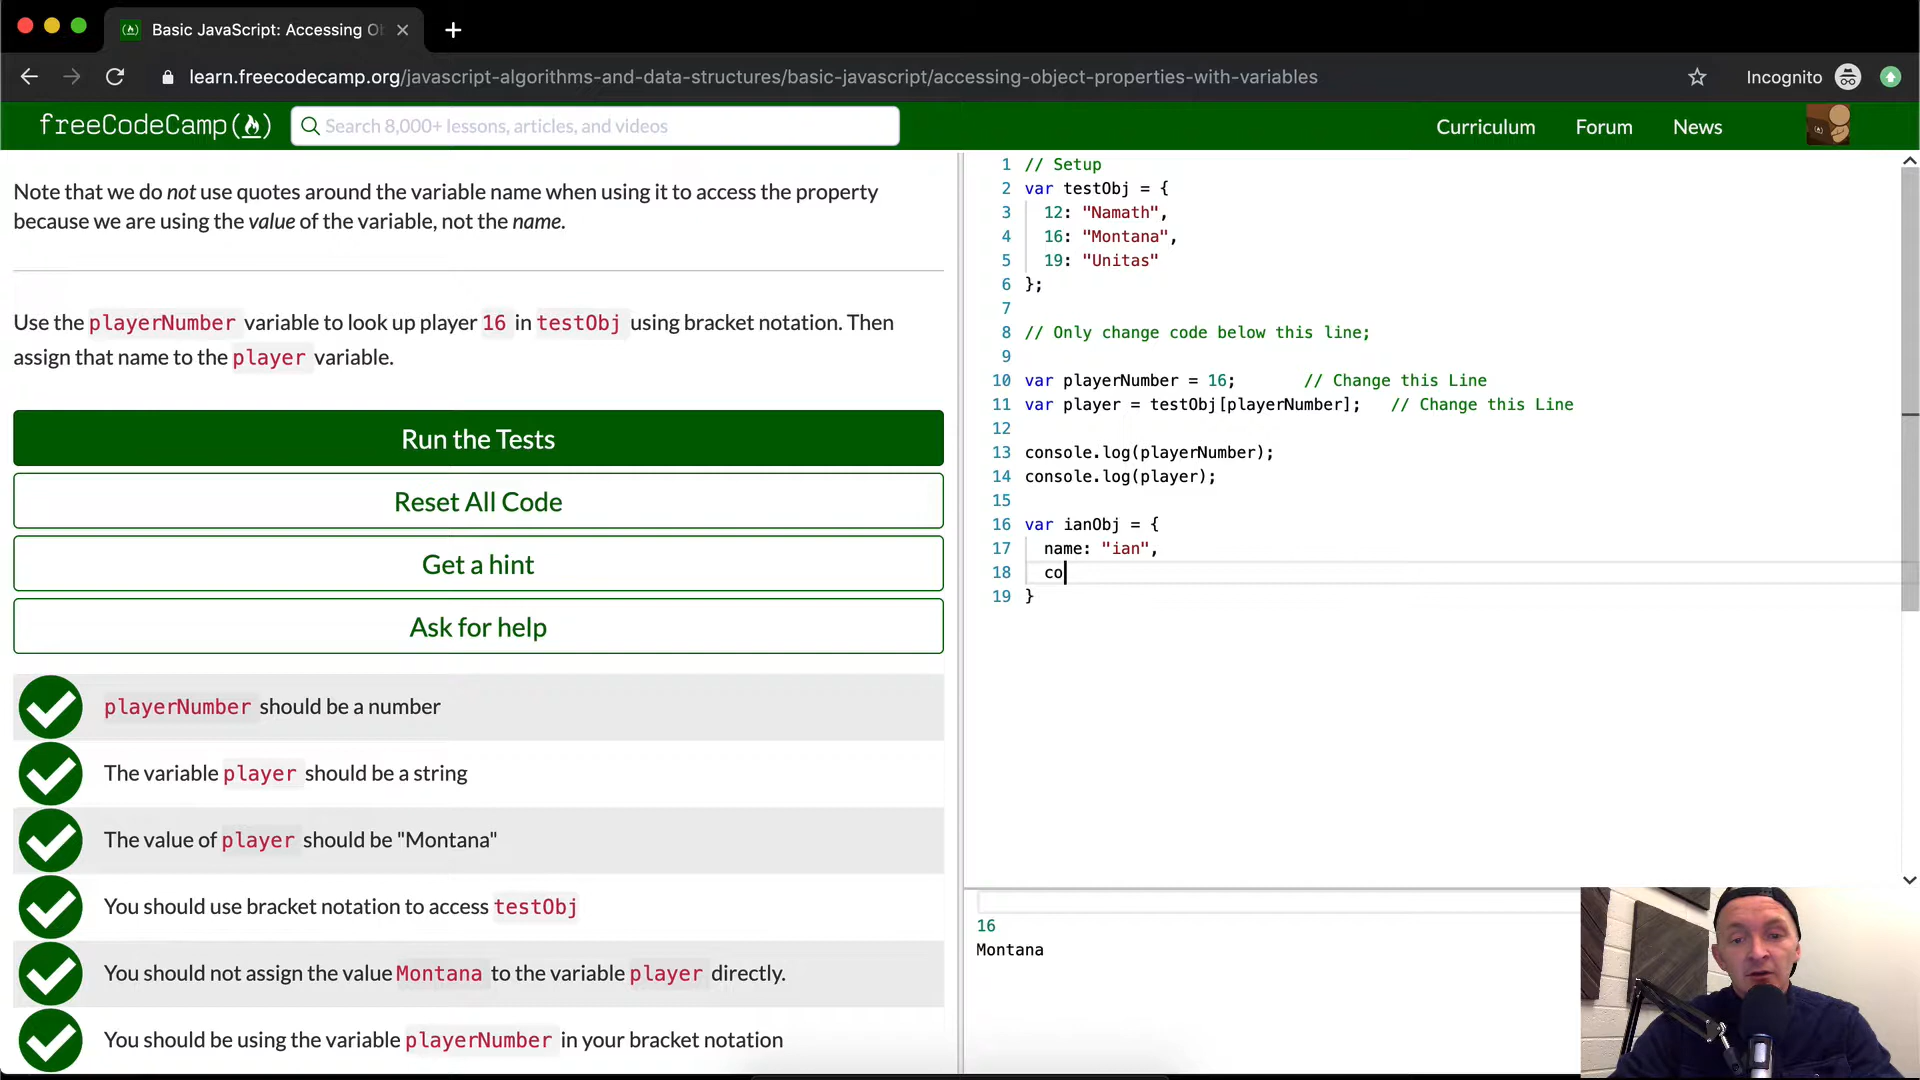 Basic JavaScript: Accessing O
learn.freecodecamp.org/javascript-algorithms-and-data-structures/basic-javascript/accessing-object-properties-with-variables
Incognito
freeCodeCamp
Search 8,000+ lessons, articles, and videos
Curriculum
Forum
News
Note that we do not use quotes around the variable name when using it to access the property
because we are using the value of the variable, not the name.
Use the playerNumber variable to look up player 16 in testObj using bracket notation. Then
assign that name to the player variable.
Run the Tests
Reset All Code
Get a hint
Ask for help
playerNumber should be a number
The variable player should be a string
The value of player should be "Montana"
You should use bracket notation to access testObj
You should not assign the value Montana to the variable player directly.
You should be using the variable playerNumber in your bracket notation
1 // Setup
2 var testObj = {
3 12: "Namath",
4 16: "Montana",
5 19: "Unitas"
6 };
7
8 // Only change code below this line;
9
10 var playerNumber = 16; // Change this Line
11 var player = testObj[playerNumber]; // Change this Line
12
13 console.log(playerNumber);
14 console.log(player);
15
16 var ianObj = {
17 name: "ian",
18 co
19 }
16
Montana